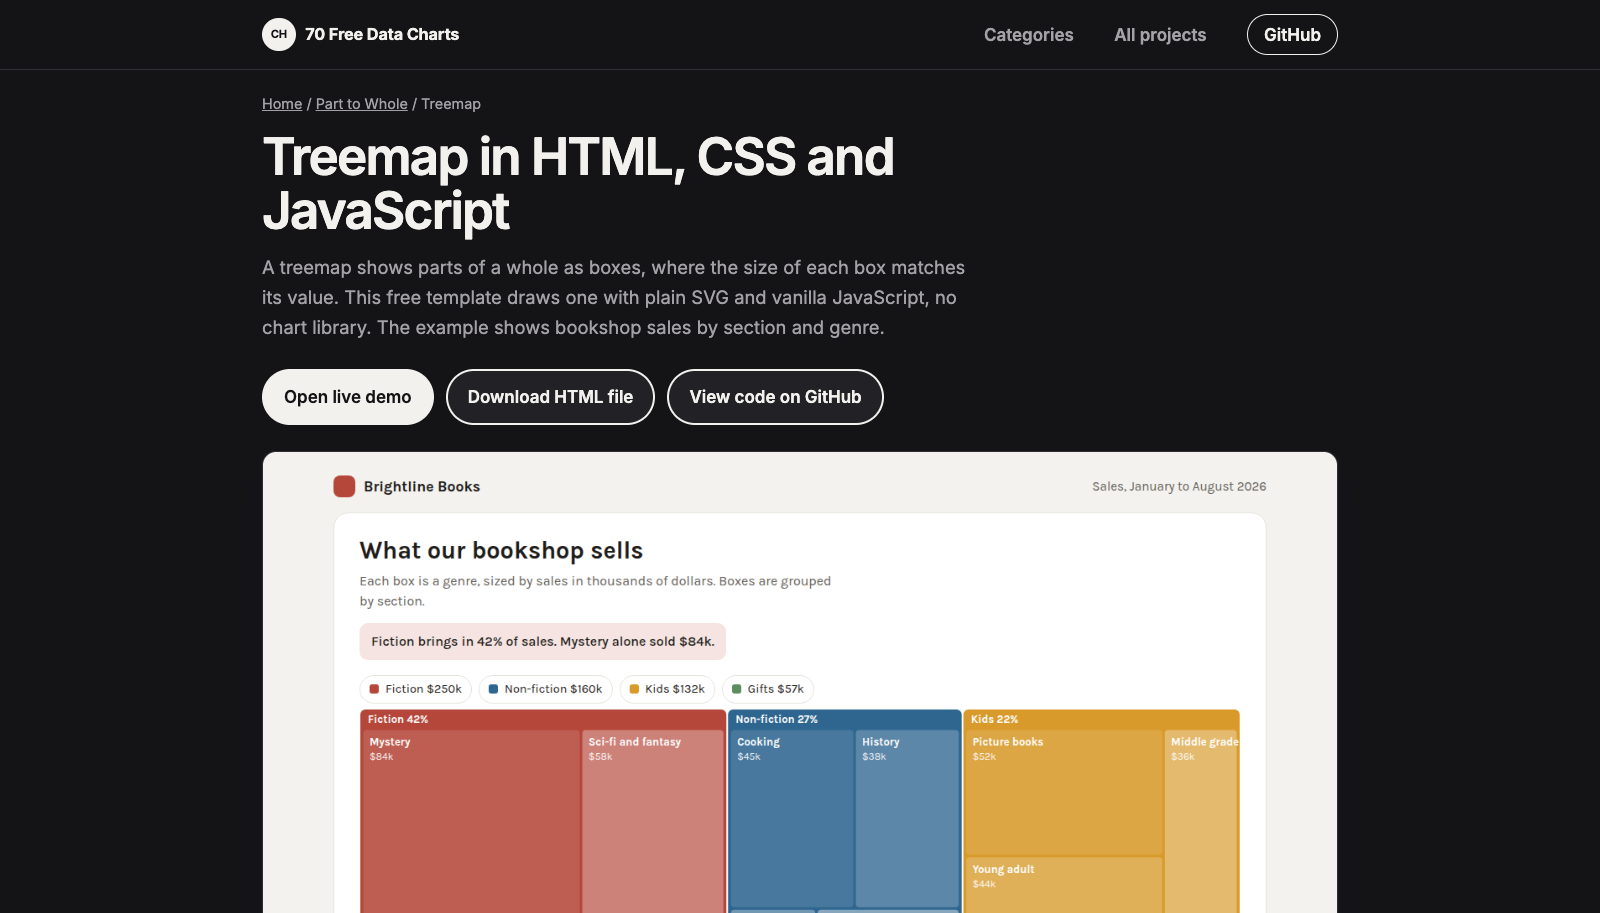 CH 70 Free Data Charts
Categories All projects GitHub
Home / Part to Whole / Treemap
Treemap in HTML, CSS and
JavaScript
A treemap shows parts of a whole as boxes, where the size of each box matches
its value. This free template draws one with plain SVG and vanilla JavaScript, no
chart library. The example shows bookshop sales by section and genre.
Open live demo Download HTML file View code on GitHub
Brightline Books Sales, January to August 2026
What our bookshop sells
Each box is a genre, sized by sales in thousands of dollars. Boxes are grouped
by section.
Fiction brings in 42% of sales. Mystery alone sold $84k.
Fiction $250k Non-fiction $160k Kids $132k Gifts $57k
Fiction 42% Non-fiction 27% Kids 22%
Mystery Sci-fi and fantasy Cooking History Picture books Middle grade
$84k $58k $45k $38k $52k $36k
Young adult
$44k